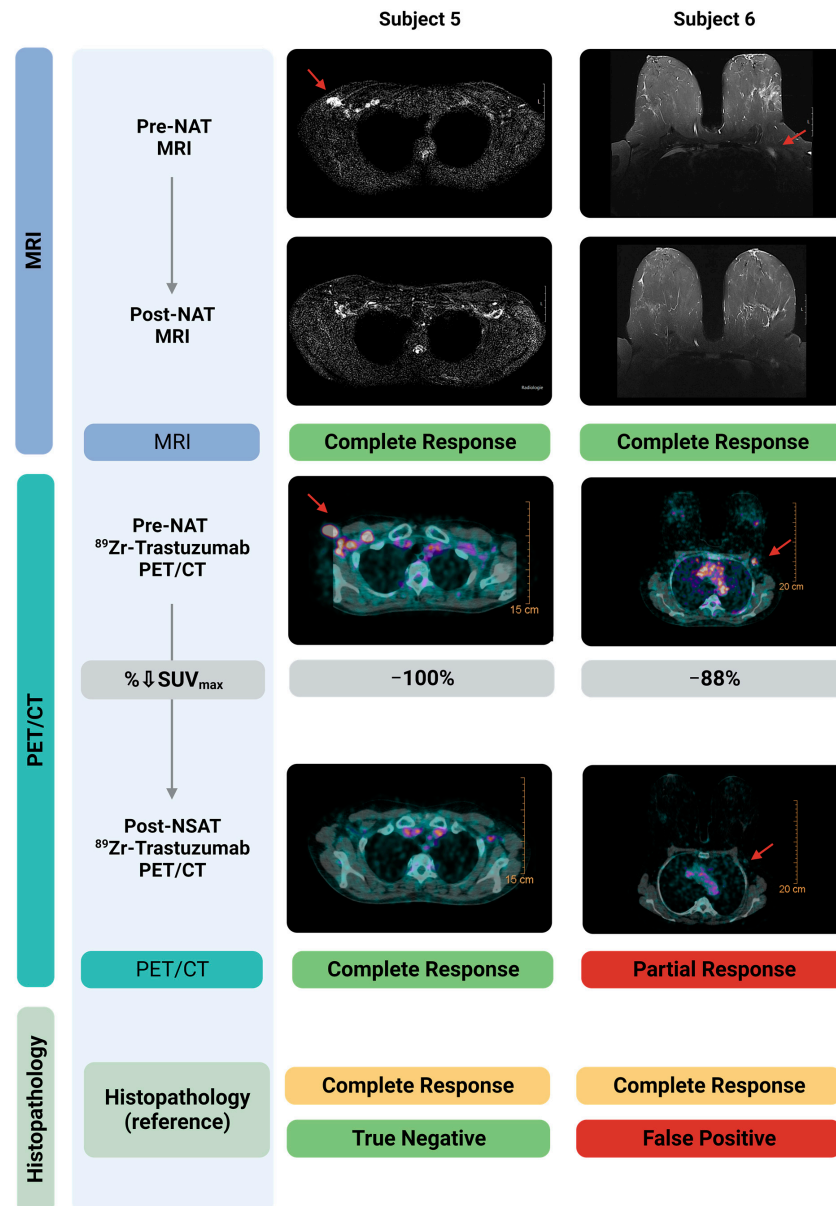 Subject 5
Subject 6
MRI
Pre-NAT
MRI
Post-NAT
MRI
Radiologie
MRI
Complete Response
Complete Response
PET/CT
Pre-NAT
⁸⁹Zr-Trastuzumab
PET/CT
15 cm
20 cm
%⇩SUVmax
−100%
−88%
Post-NSAT
⁸⁹Zr-Trastuzumab
PET/CT
15 cm
20 cm
PET/CT
Complete Response
Partial Response
Histopathology
Histopathology
(reference)
Complete Response
Complete Response
True Negative
False Positive